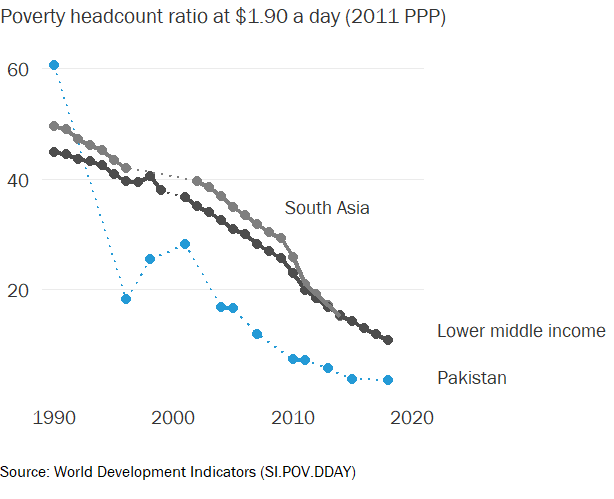 Poverty headcount ratio at $1.90 a day (2011 PPP)
60
40
South Asia
20
Lower middle income
Pakistan
1990 2000 2010 2020
Source: World Development Indicators (SI.POV.DDAY)